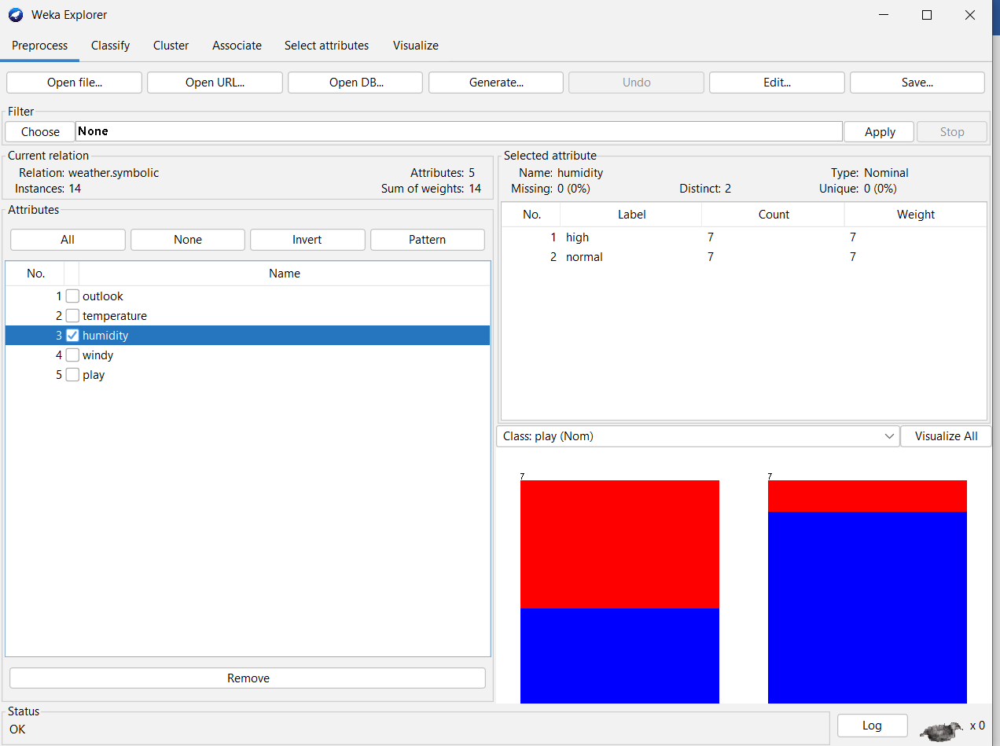 Weka Explorer
Preprocess Classify Cluster Associate Select attributes Visualize
Open file... Open URL... Open DB... Generate... Undo Edit... Save...
Filter
Choose None Apply Stop
Current relation
Relation: weather.symbolic Attributes: 5
Instances: 14 Sum of weights: 14
Attributes
All None Invert Pattern
No. Name
1 outlook
2 temperature
3 humidity
4 windy
5 play
Remove
Selected attribute
Name: humidity Type: Nominal
Missing: 0 (0%) Distinct: 2 Unique: 0 (0%)
No. Label Count Weight
1 high 7 7
2 normal 7 7
Class: play (Nom) Visualize All
7 7
Status
OK
Log x 0